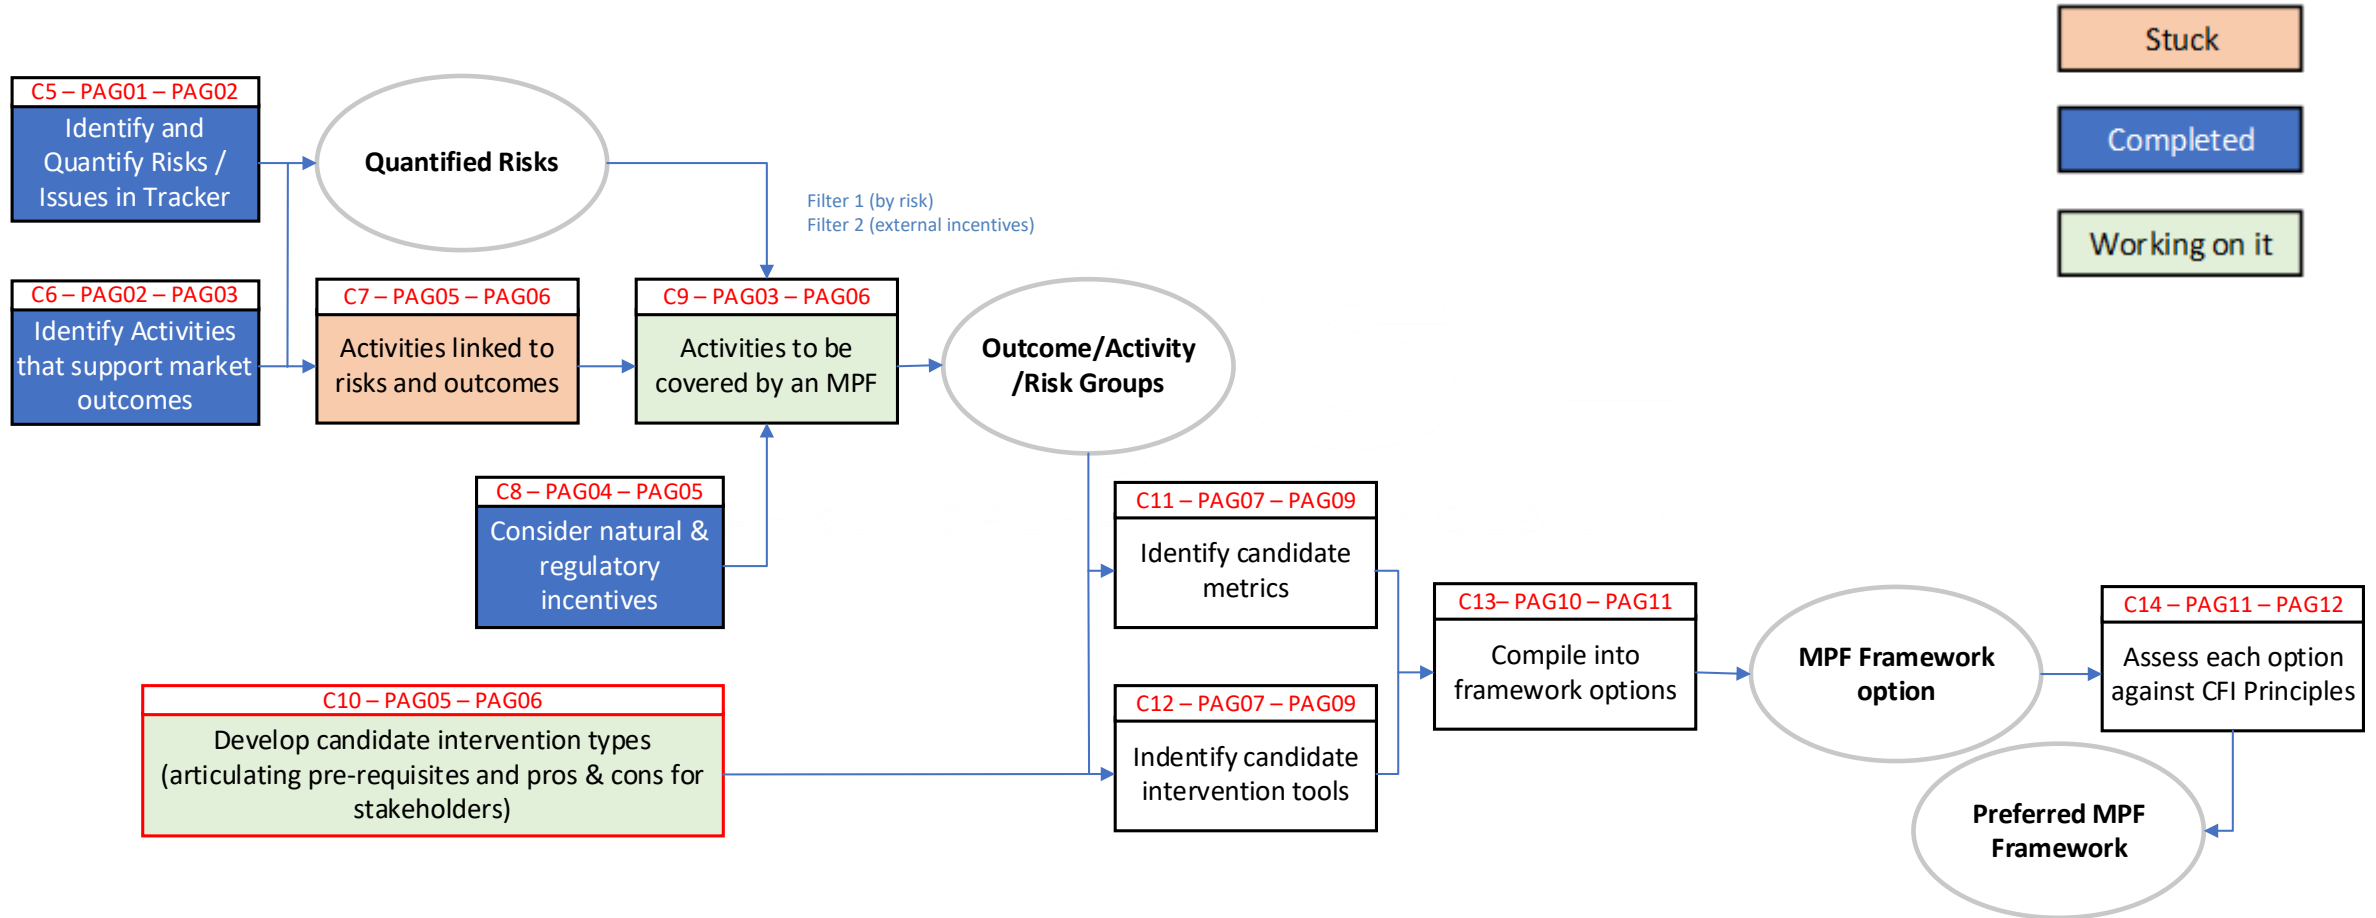 Stuck
Completed
Working on it
C5 – PAG01 – PAG02
Identify and
Quantify Risks /
Issues in Tracker
Quantified Risks
Filter 1 (by risk)
Filter 2 (external incentives)
C6 – PAG02 – PAG03
Identify Activities
that support market
outcomes
C7 – PAG05 – PAG06
Activities linked to
risks and outcomes
C9 – PAG03 – PAG06
Activities to be
covered by an MPF
Outcome/Activity
/Risk Groups
C8 – PAG04 – PAG05
Consider natural &
regulatory
incentives
C11 – PAG07 – PAG09
Identify candidate
metrics
C10 – PAG05 – PAG06
Develop candidate intervention types
(articulating pre-requisites and pros & cons for
stakeholders)
C12 – PAG07 – PAG09
Indentify candidate
intervention tools
C13– PAG10 – PAG11
Compile into
framework options
MPF Framework
option
C14 – PAG11 – PAG12
Assess each option
against CFI Principles
Preferred MPF
Framework